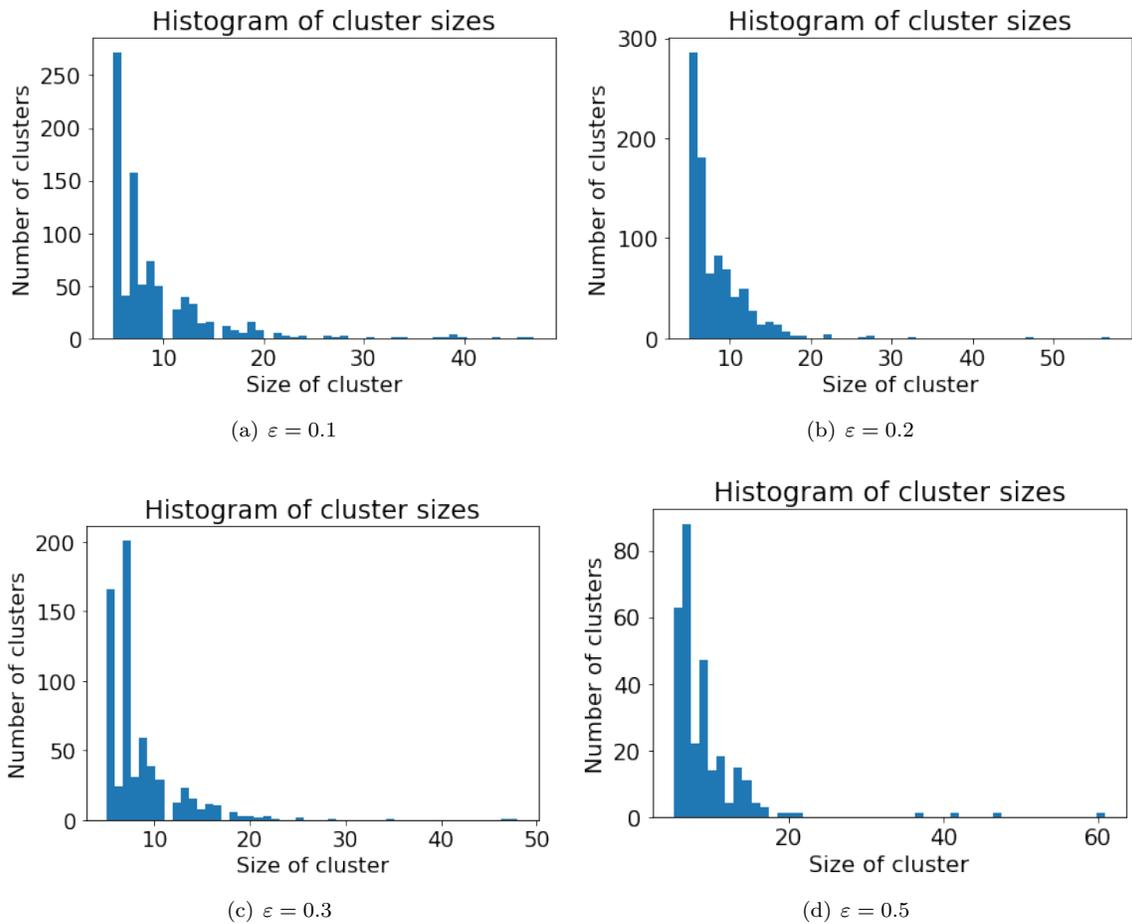 Histogram of cluster sizes
Number of clusters
250
200
150
100
50
0
10 20 30 40
Size of cluster
(a) ε = 0.1
Histogram of cluster sizes
Number of clusters
300
200
100
0
10 20 30 40 50
Size of cluster
(b) ε = 0.2
Histogram of cluster sizes
Number of clusters
200
150
100
50
0
10 20 30 40 50
Size of cluster
(c) ε = 0.3
Histogram of cluster sizes
Number of clusters
80
60
40
20
0
20 40 60
Size of cluster
(d) ε = 0.5